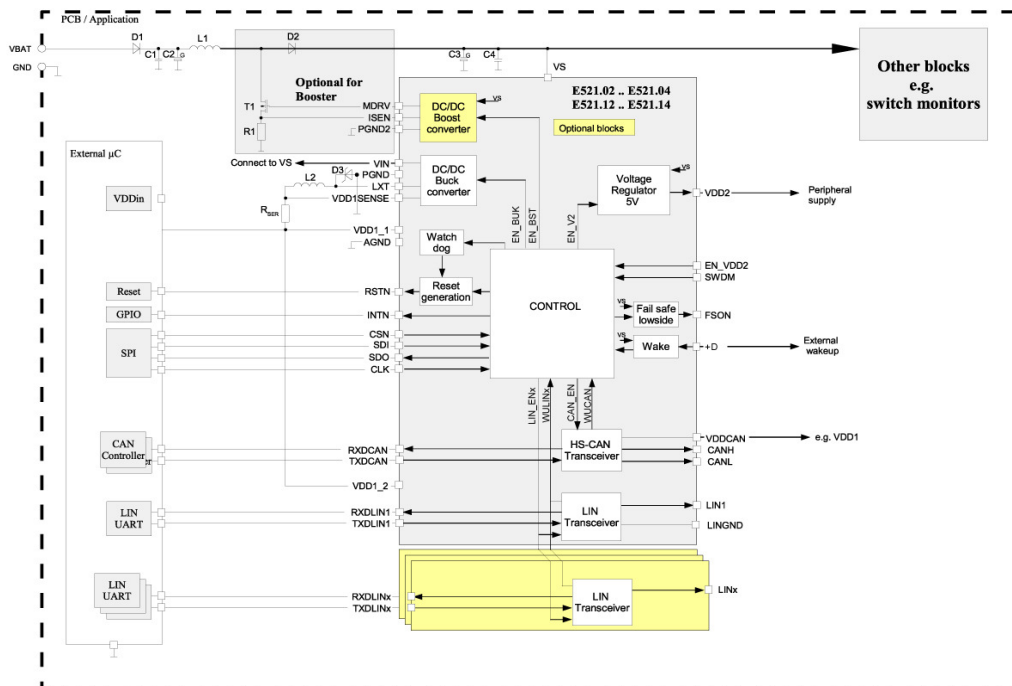 PCB / Application
VBAT
GND
D1
C1
C2
G
L1
D2
C3
G
C4
VS
Other blocks
e.g.
switch monitors
Optional for
Booster
T1
R1
MDRV
ISEN
PGND2
DC/DC
Boost
converter
VS
E521.02 .. E521.04
E521.12 .. E521.14
Optional blocks
External µC
Connect to VS
VIN
PGND
LXT
VDD1SENSE
D3
L2
RSER
DC/DC
Buck
converter
Voltage
Regulator
5V
VS
VDD2
Peripheral
supply
VDDin
EN_BUK
EN_BST
EN_V2
VDD1_1
AGND
Watch
dog
Reset
generation
CONTROL
EN_VDD2
SWDM
Reset
RSTN
GPIO
INTN
VS
Fail safe
lowside
FSON
SPI
CSN
SDI
SDO
CLK
VS
Wake
+D
External
wakeup
LIN_ENx
WULINx
CAN_EN
WUCAN
CAN
Controller
RXDCAN
TXDCAN
HS-CAN
Transceiver
VDDCAN
CANH
CANL
e.g. VDD1
VDD1_2
LIN
UART
RXDLIN1
TXDLIN1
LIN
Transceiver
LIN1
LINGND
LIN
UART
RXDLINx
TXDLINx
LIN
Transceiver
LINx